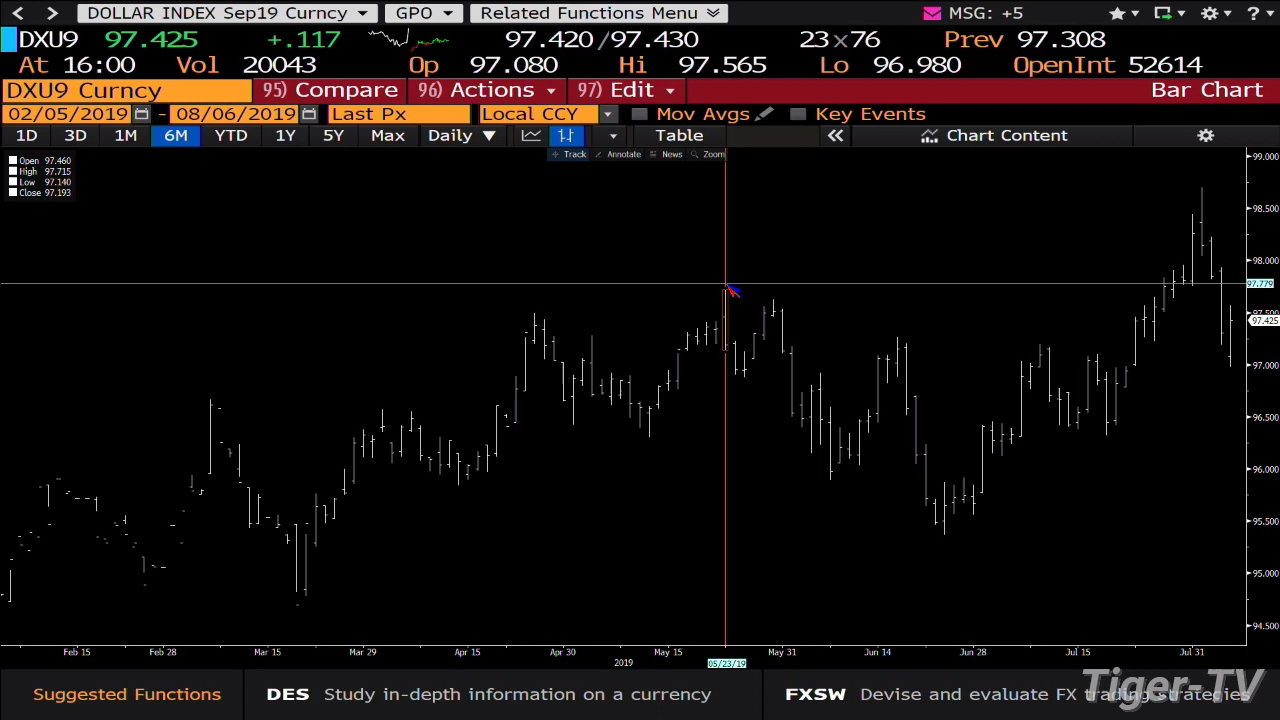 DOLLAR INDEX Sep19 Curncy GPO Related Functions Menu MSG: +5 ?
DXU9 97.425 +.117 97.420/97.430 23x76 Prev 97.308
At 16:00 Vol 20043 Op 97.080 Hi 97.565 Lo 96.980 OpenInt 52614
DXU9 Curncy 95) Compare 96) Actions 97) Edit Bar Chart
02/05/2019 - 08/06/2019 Last Px Local CCY Mov Avgs Key Events
1D 3D 1M 6M YTD 1Y 5Y Max Daily Table Chart Content
Track Annotate News Zoom
Open 97.460
High 97.715
Low 97.140
Close 97.193
99.000
98.500
98.000
97.779
97.500
97.425
97.000
96.500
96.000
95.500
95.000
94.500
Feb 15 Feb 28 Mar 15 Mar 29 Apr 15 Apr 30 May 15 May 31 Jun 14 Jun 28 Jul 15 Jul 31
2019 05/23/19
Suggested Functions DES Study in-depth information on a currency FXSW Devise and evaluate FX trading strategies
Tiger-TV